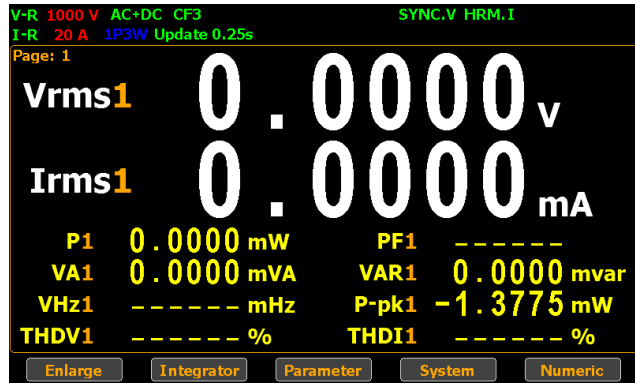 V-R 1000 V AC+DC CF3 SYNC.V HRM.I
I-R 20 A 1P3W Update 0.25s
Page: 1
Vrms1 0.0000 V
Irms1 0.0000 mA
P1 0.0000 mW PF1 ------
VA1 0.0000 mVA VAR1 0.0000 mvar
VHz1 ------ mHz P-pk1 -1.3775 mW
THDV1 ------ % THDI1 ------ %
Enlarge Integrator Parameter System Numeric